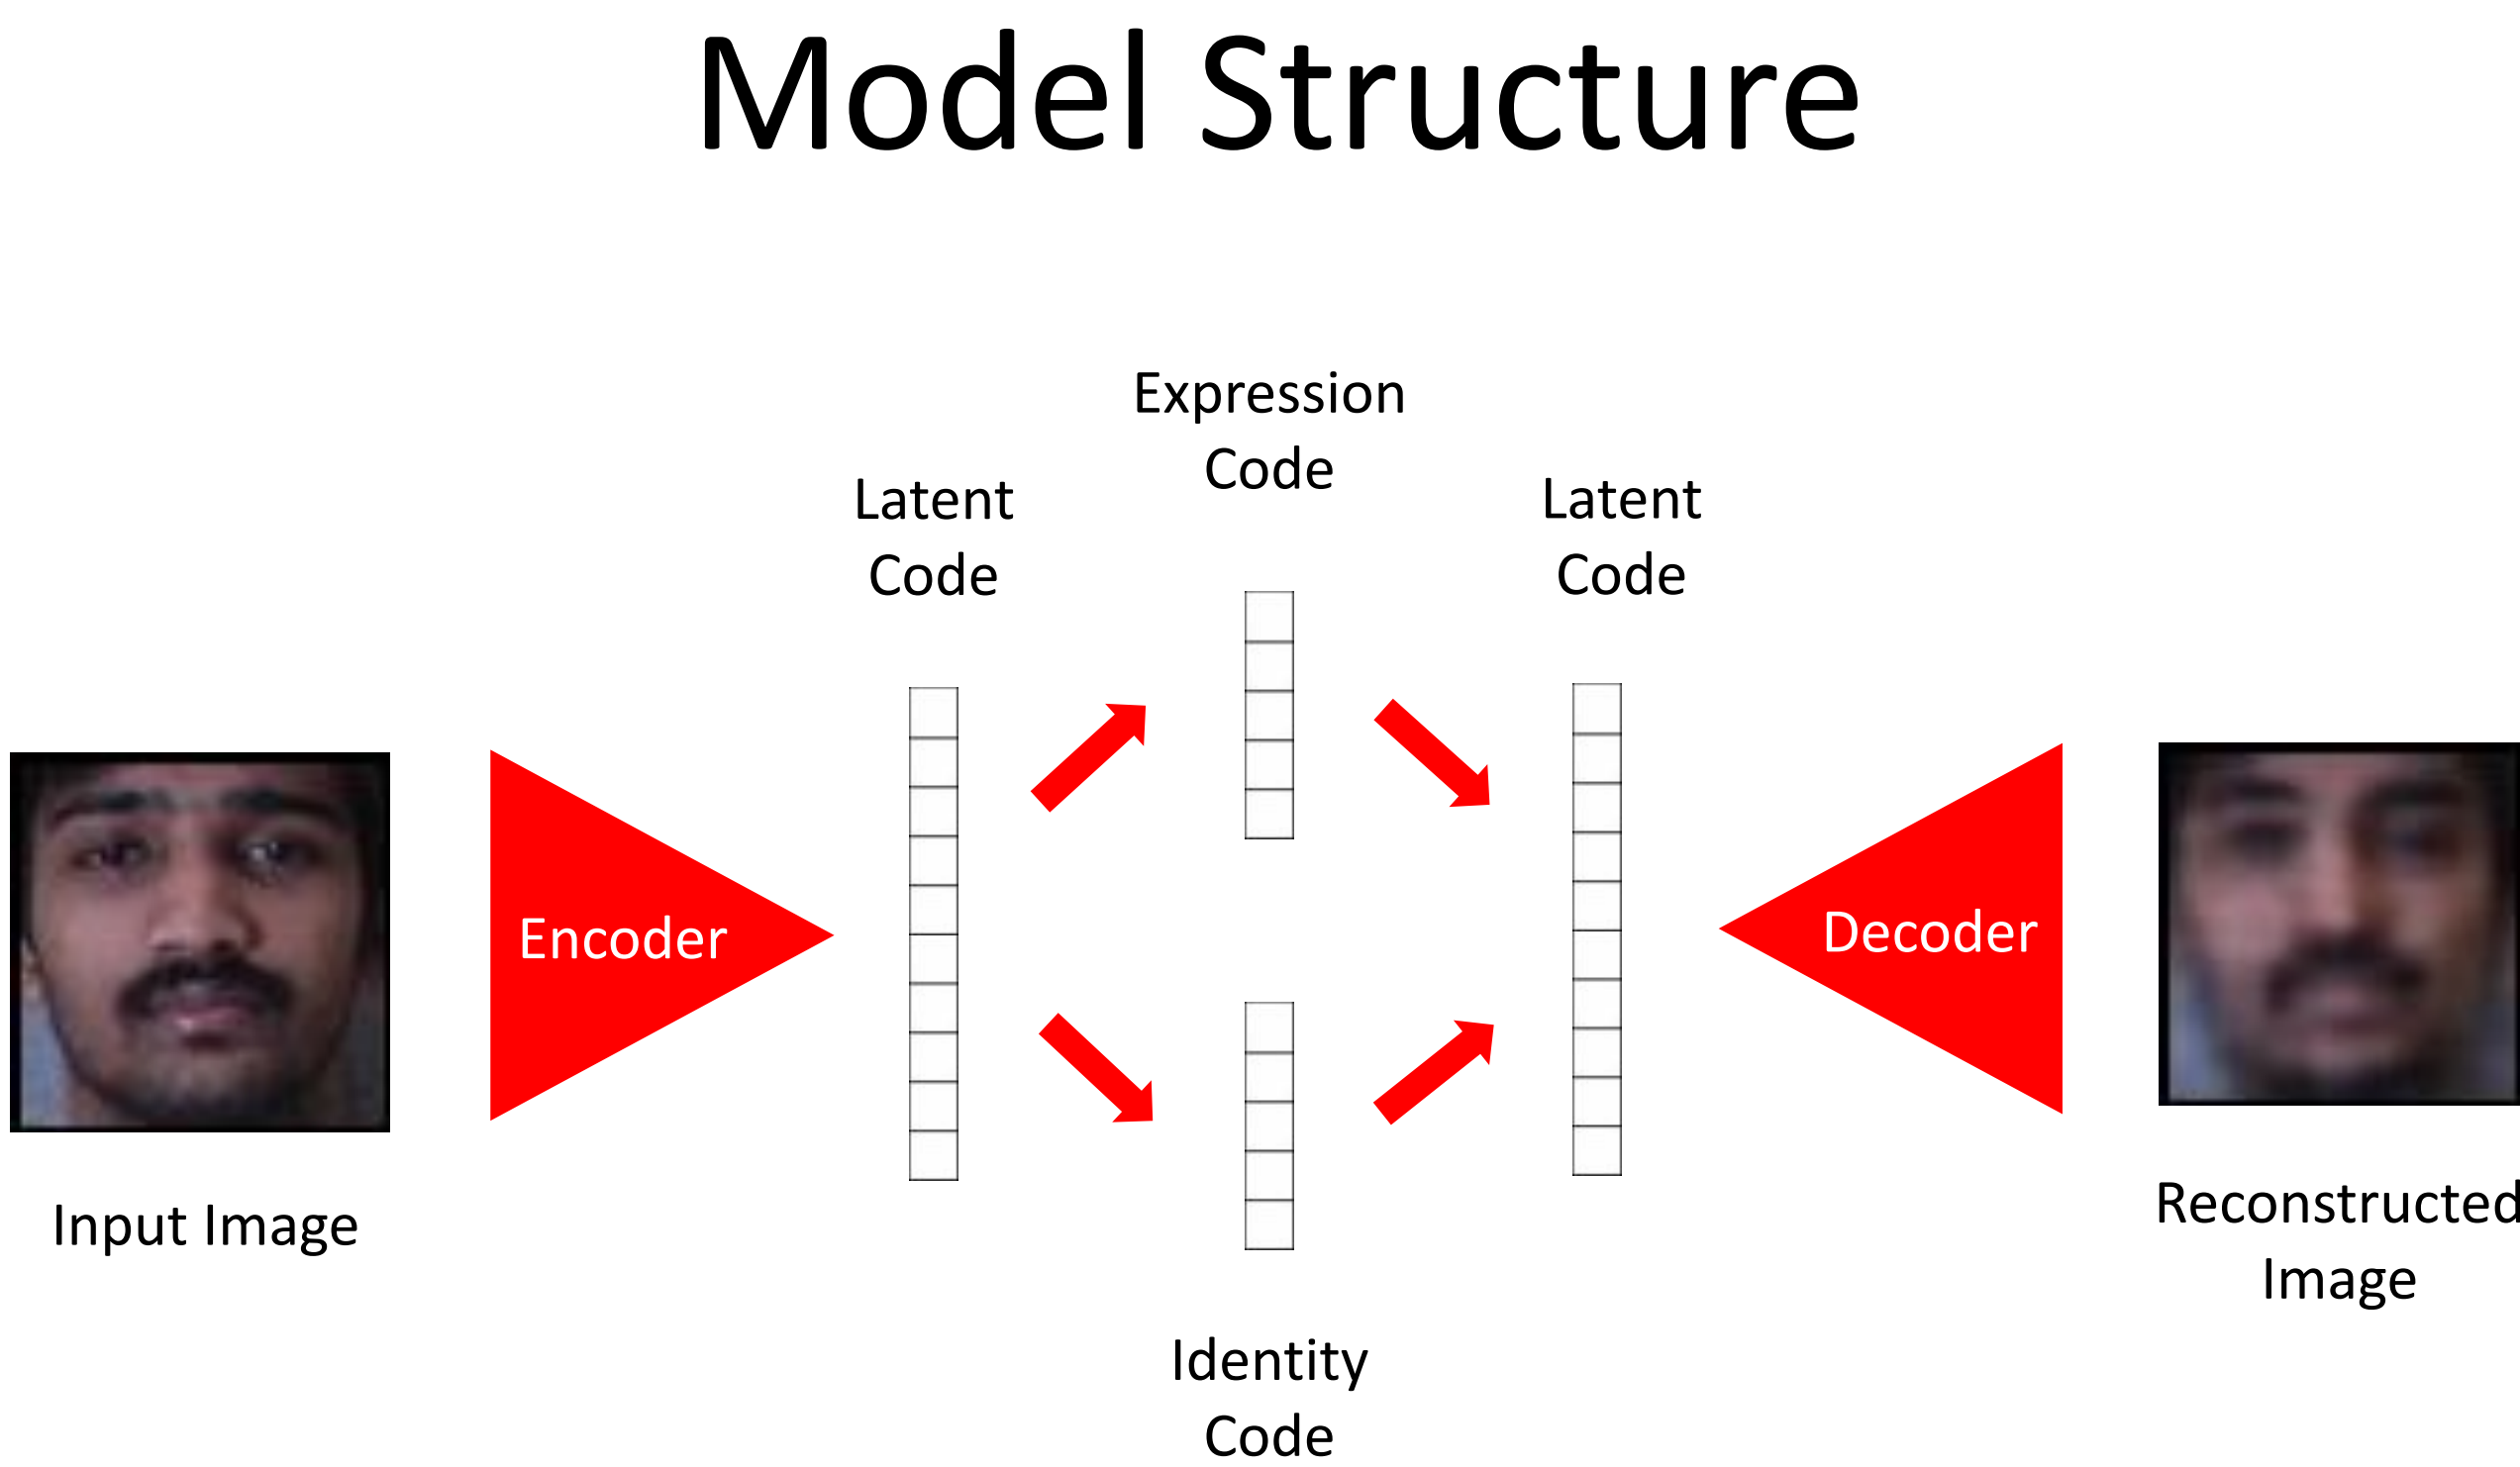 Model Structure
Expression
Code
Latent
Code
Latent
Code
Encoder
Decoder
Input Image
Reconstructed
Image
Identity
Code